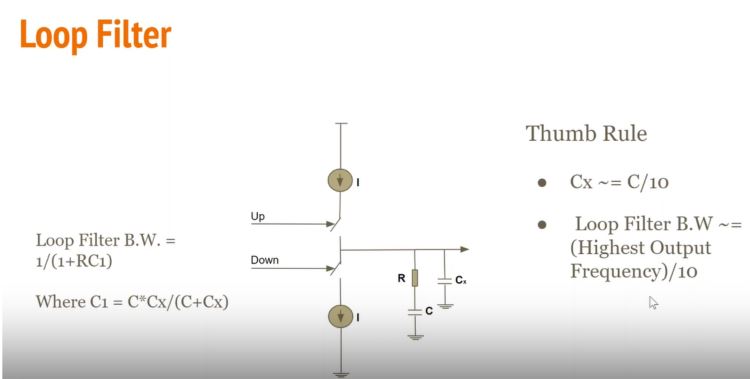 Loop Filter
Thumb Rule
● Cx ~= C/10
● Loop Filter B.W ~=
(Highest Output
Frequency)/10
Loop Filter B.W. =
1/(1+RC1)
Where C1 = C*Cx/(C+Cx)
I
Up
Down
R
Cx
C
I